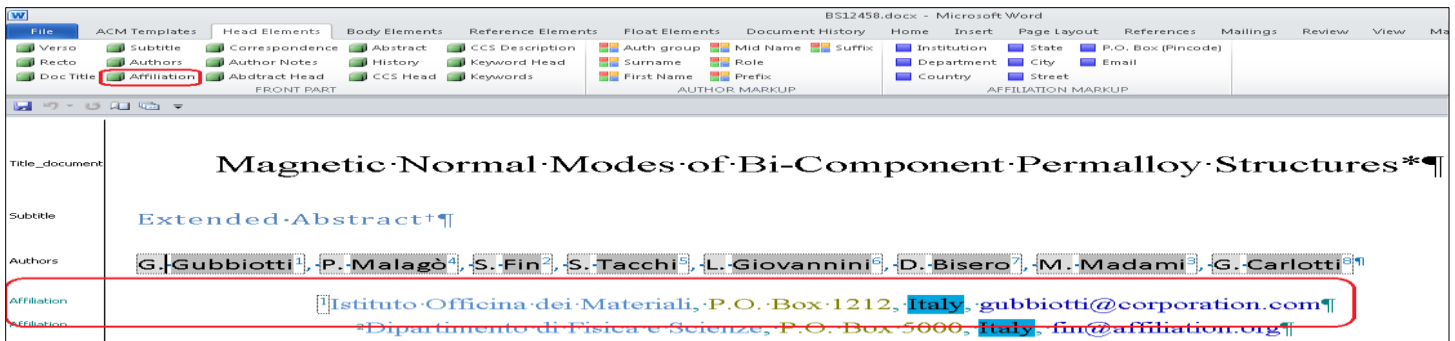 W BS12458.docx - Microsoft Word
File ACM Templates Head Elements Body Elements Reference Elements Float Elements Document History Home Insert Page Layout References Mailings Review View Ma
Verso Subtitle Correspondence Abstract CCS Description Auth group Mid Name Suffix Institution State P.O. Box (Pincode)
Recto Authors Author Notes History Keyword Head Surname Role Department City Email
Doc Title Affiliation Abdtract Head CCS Head Keywords First Name Prefix Country Street
FRONT PART AUTHOR MARKUP AFFILIATION MARKUP
Title_document Magnetic·Normal·Modes·of·Bi-Component·Permalloy·Structures*¶
Subtitle Extended·Abstract†¶
Authors G.·Gubbiotti¹,·P.·Malagò⁴,·S.·Fin²,·S.·Tacchi⁵,·L.·Giovannini⁶,·D.·Bisero⁷,·M.·Madami³,·G.·Carlotti⁸¶
Affiliation ¹Istituto·Officina·dei·Materiali,·P.O.·Box·1212,·Italy,·gubbiotti@corporation.com¶
Affiliation ²Dipartimento·di·Fisica·e·Scienze,·P.O.·Box·5000,·Italy,·fin@affiliation.org¶